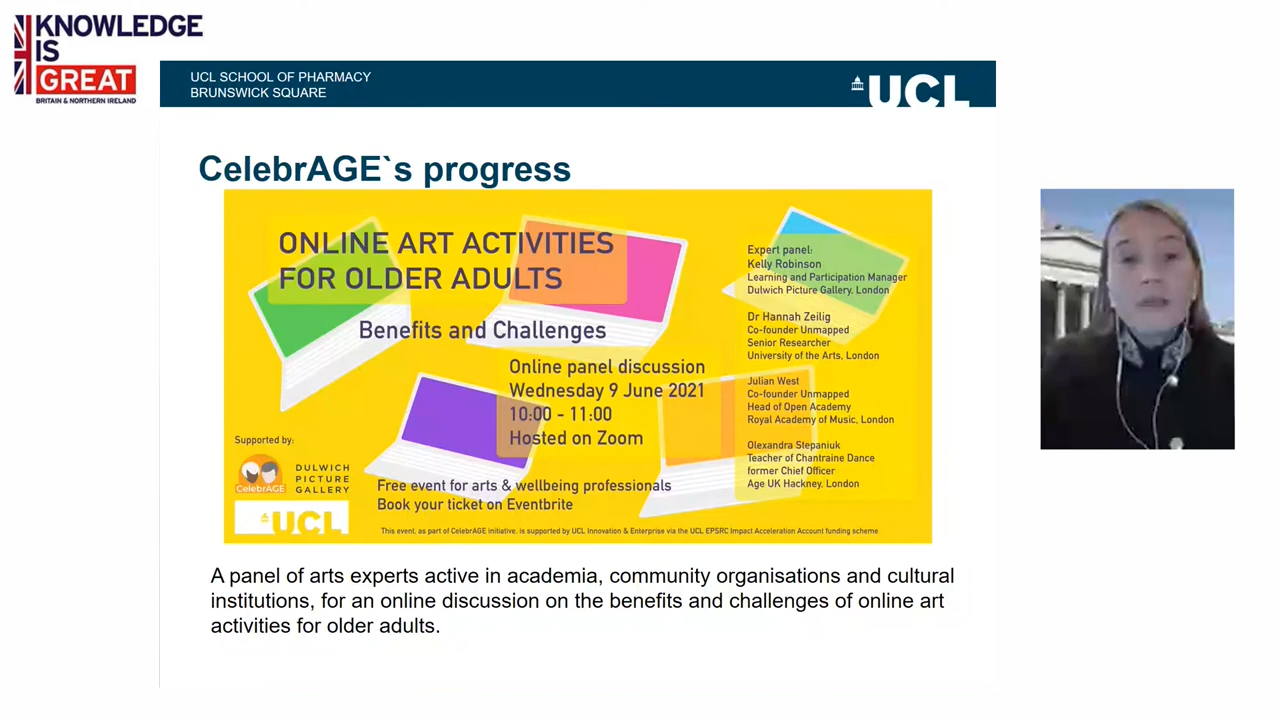 KNOWLEDGE
IS
GREAT
BRITAIN & NORTHERN IRELAND
UCL SCHOOL OF PHARMACY
BRUNSWICK SQUARE
UCL
CelebrAGE`s progress
ONLINE ART ACTIVITIES
FOR OLDER ADULTS
Benefits and Challenges
Online panel discussion
Wednesday 9 June 2021
10:00 - 11:00
Hosted on Zoom
Expert panel:
Kelly Robinson
Learning and Participation Manager
Dulwich Picture Gallery, London
Dr Hannah Zeilig
Co-founder Unmapped
Senior Researcher
University of the Arts, London
Julian West
Co-founder Unmapped
Head of Open Academy
Royal Academy of Music, London
Olexandra Stepaniuk
Teacher of Chantraine Dance
former Chief Officer
Age UK Hackney, London
Supported by:
CelebrAGE
DULWICH
PICTURE
GALLERY
UCL
Free event for arts & wellbeing professionals
Book your ticket on Eventbrite
This event, as part of CelebrAGE initiative, is supported by UCL Innovation & Enterprise via the UCL EPSRC Impact Acceleration Account funding scheme
A panel of arts experts active in academia, community organisations and cultural
institutions, for an online discussion on the benefits and challenges of online art
activities for older adults.